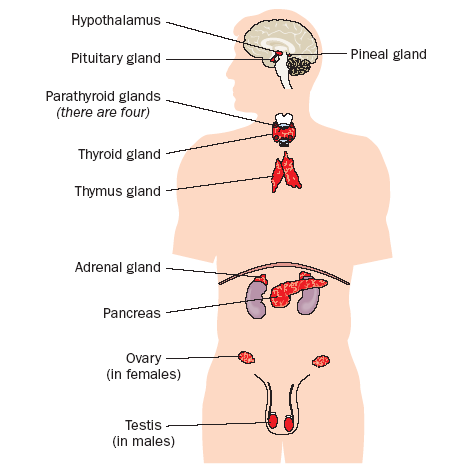 Hypothalamus
Pituitary gland
Pineal gland
Parathyroid glands
(there are four)
Thyroid gland
Thymus gland
Adrenal gland
Pancreas
Ovary
(in females)
Testis
(in males)